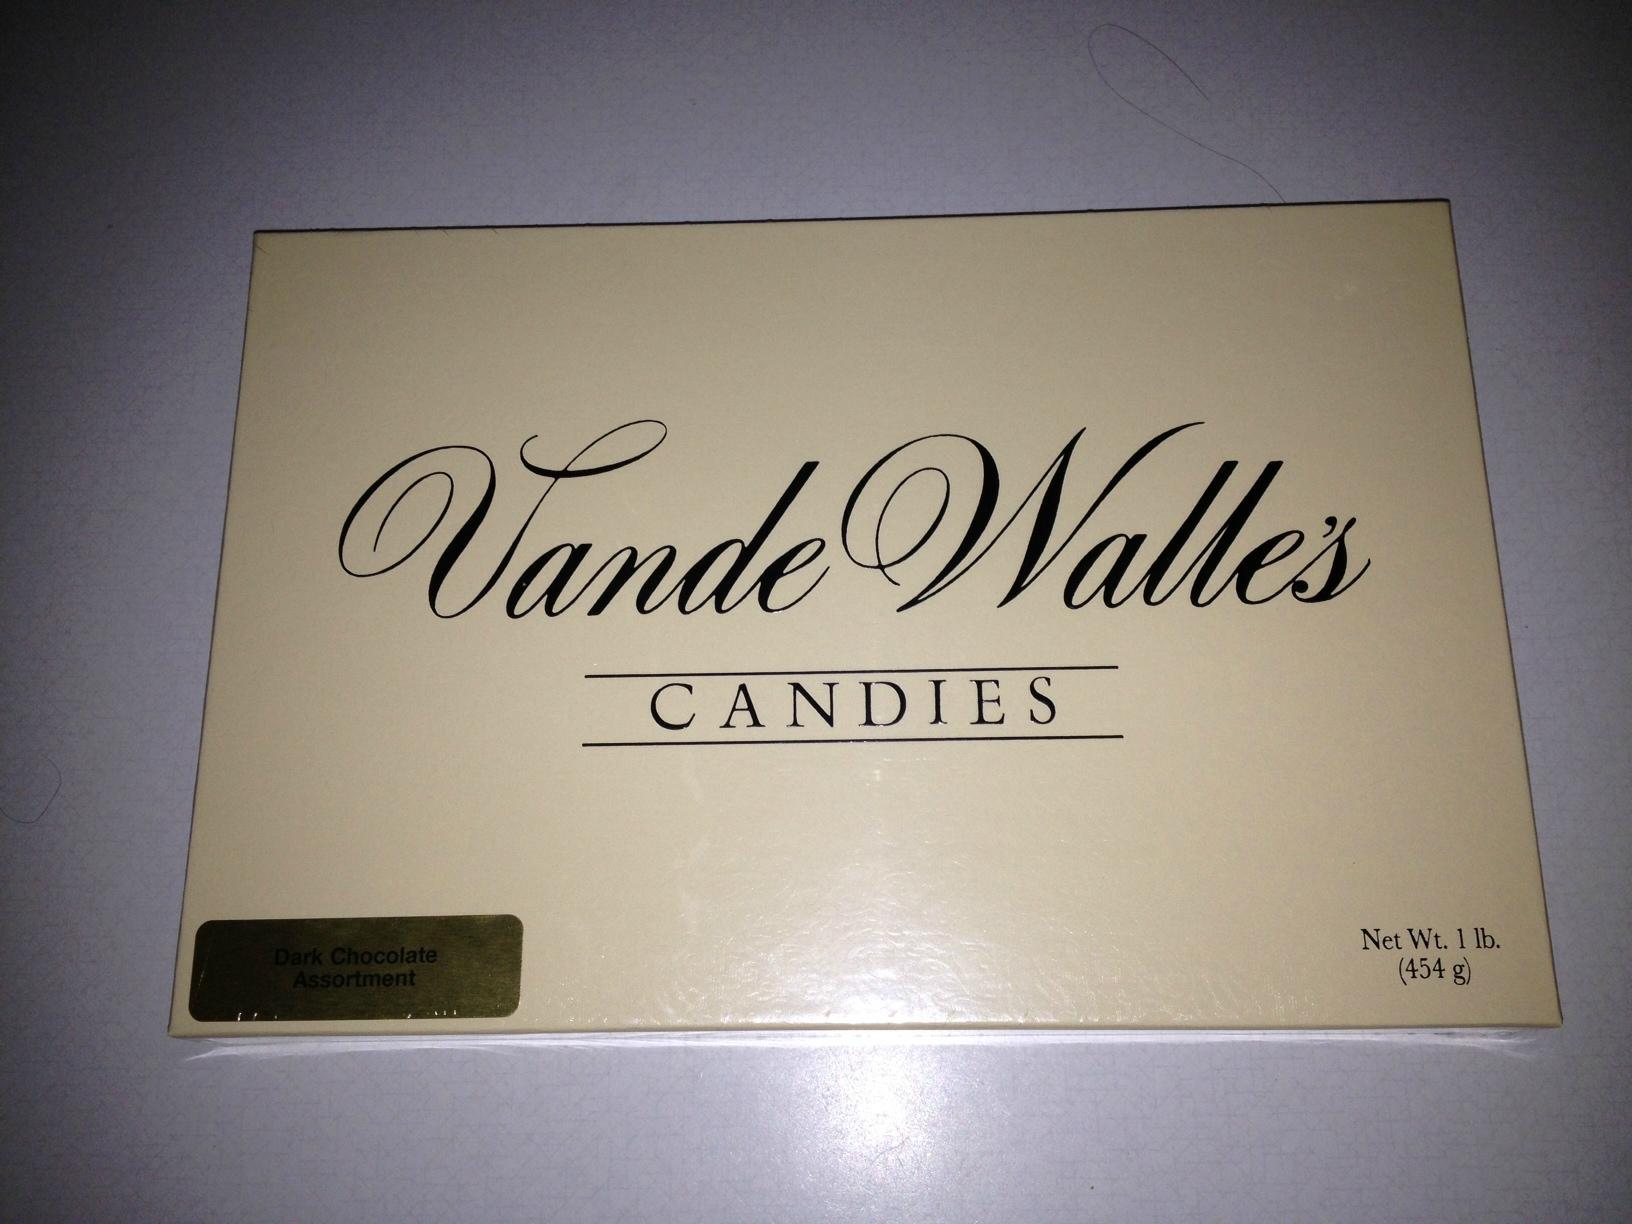 Vande Walle's
CANDIES
Dark Chocolate
Assortment
Net Wt. 1 lb.
(454 g)